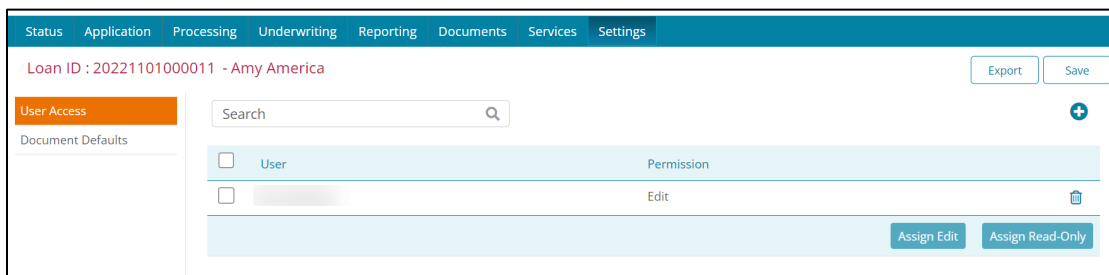 Status Application Processing Underwriting Reporting Documents Services Settings
Loan ID : 20221101000011 - Amy America Export Save
User Access Search
Document Defaults
User Permission
Edit
Assign Edit Assign Read-Only